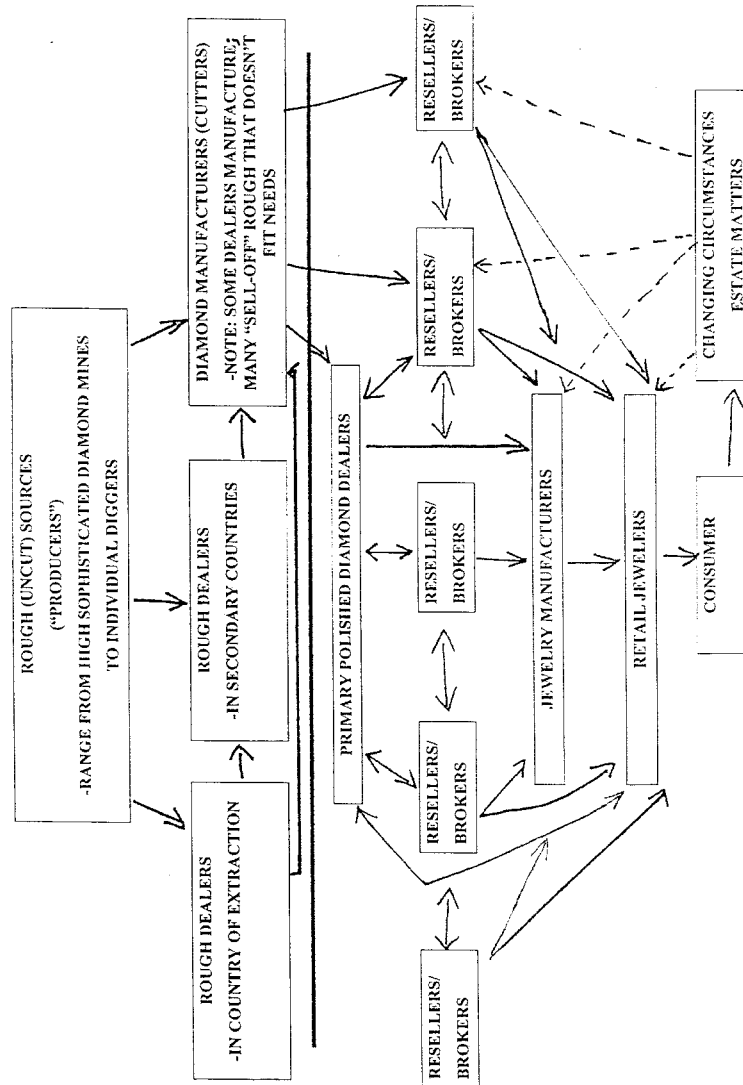 ROUGH (UNCUT) SOURCES
("PRODUCERS")
-RANGE FROM HIGH SOPHISTICATED DIAMOND MINES
TO INDIVIDUAL DIGGERS
ROUGH DEALERS
-IN COUNTRY OF EXTRACTION
ROUGH DEALERS
-IN SECONDARY COUNTRIES
DIAMOND MANUFACTURERS (CUTTERS)
-NOTE: SOME DEALERS MANUFACTURE;
MANY "SELL-OFF" ROUGH THAT DOESN'T
FIT NEEDS
PRIMARY POLISHED DIAMOND DEALERS
RESELLERS/
BROKERS
RESELLERS/
BROKERS
RESELLERS/
BROKERS
RESELLERS/
BROKERS
RESELLERS/
BROKERS
JEWELRY MANUFACTURERS
RETAIL JEWELERS
CONSUMER
CHANGING CIRCUMSTANCES
ESTATE MATTERS